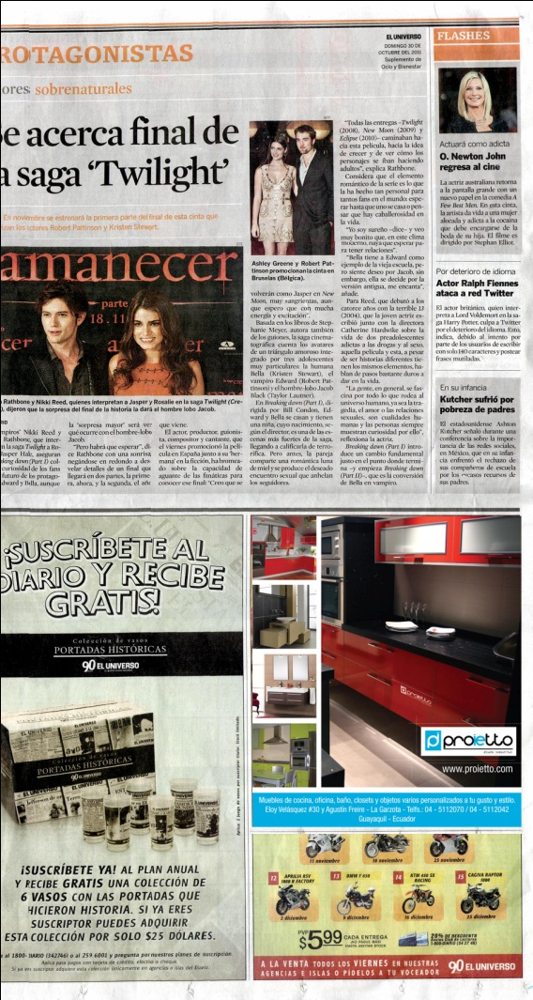 ROTAGONISTAS
EL UNIVERSO
DOMINGO 30 DE
OCTUBRE DEL 2011
Suplemento de
Ocio y Bienestar
ores sobrenaturales
Se acerca final de
a saga ‘Twilight’
En noviembre se estrenará la primera parte del final de esta cinta que
Robert Pattinson y Kristen Stewart.
amanecer
parte
18.11
Rathbone y Nikki Reed, quienes interpretan a Jasper y Rosalie en la saga Twilight (Cre-
), dijeron que la sorpresa del final de la historia la dará el hombre lobo Jacob.
mpiros’ Nikki Reed y
Rathbone, que inter-
la saga Twilight a Ro-
Jasper Hale, auguran
king Dawn (Part I) col-
curiosidad de los fans
futuro de los protago-
dward y Bella, aunque
la ‘sorpresa mayor’ será ver
qué ocurre con el hombre-lobo
Jacob.
“Pero habrá que esperar”, di-
ce Rathbone con una sonrisa
negándose en redondo a des-
velar detalles de un final que
llegará en dos partes, la prime-
ra, ahora, y la segunda, el año
que viene.
El actor, productor, guionis-
ta, compositor y cantante, que
el viernes promocionó la pelí-
cula en España junto a su ‘her-
mana’ en la ficción, ha broméa-
do sobre la capacidad de
aguante de las fanáticas para
conocer ese final: “Creo que se
Ashley Greene y Robert Pat-
tinson promocionan la cinta en
Bruselas (Bélgica).
volverán como Jasper en New
Moon, muy sangrientas, aun-
que espero que con mucha
energía y excitación”.
Basada en los libros de Ste-
phanie Meyer, autora también
de los guiones, la saga cinema-
tográfica cuenta los avatares
de un triángulo amoroso inte-
grado por tres adolescentes
muy particulares: la humana
Bella (Kristen Stewart), el
vampiro Edward (Robert Pat-
tinson) y el hombre-lobo Jacob
Black (Taylor Lautner).
En Breaking Dawn (Part I), di-
rigida por Bill Condon, Ed-
ward y Bella se casan y tienen
una niña, cuyo nacimiento, se-
gún el director, es una de las es-
cenas más fuertes de la saga,
llegando a calificarla de terro-
rífica. Pero antes, la pareja
comparte una romántica luna
de miel y se produce el deseado
encuentro sexual que anhelan
los seguidores.
“Todas las entregas –Twilight
(2008), New Moon (2009) y
Eclipse (2010)– caminaban ha-
cia esta película, hacia la idea
de crecer y de ver cómo los
personajes se iban haciendo
adultos”, explica Rathbone.
Considera que el elemento
romántico de la serie es lo que
la ha hecho tan personal para
tantos fans en el mundo espe-
rar hasta que uno se casa o pen-
sar que hay caballerosidad en
la vida.
“Yo soy sureño –dice– y veo
muy bonito que, en este clima
moderno, haya que esperar pa-
ra tener relaciones”.
“Bella tiene a Edward como
ejemplo de la vieja escuela, pe-
ro siente deseo por Jacob, sin
embargo, ella se decide por la
versión antigua, me encanta”,
añade.
Para Reed, que debutó a los
catorce años con la terrible 13
(2004), que la joven actriz es-
cribió junto con la directora
Catherine Hardwike sobre la
vida de dos preadolescentes
adictas a las drogas y al sexo,
aquella película y esta, a pesar
de ser historias diferentes tie-
nen los mismos elementos, ha-
blan de pasos bastante duros a
dar en la vida.
“La gente, en general, se fas-
cina por todo lo que rodea al
universo humano, ya sea la tra-
gedia, el amor o las relaciones
sexuales, son cualidades huma-
nas y las personas siempre
muestran curiosidad por ello”,
reflexiona la actriz.
Breaking Dawn (Part I) intro-
duce un cambio fundamental
justo en el punto donde termi-
na –y empieza Breaking Dawn
(Part II)–, que es la conversión
de Bella en vampiro.
FLASHES
Actuará como adicta
O. Newton John
regresa al cine
La actriz australiana retorna
a la pantalla grande con un
nuevo papel en la comedia A
Few Best Men. En esta cinta,
la artista da vida a una mujer
alocada y adicta a la cocaína
que debe encargarse de la
boda de su hija. El filme es
dirigido por Stephan Elliot.
Por deterioro de idioma
Actor Ralph Fiennes
ataca a red Twitter
El actor británico, quien inter-
preta a Lord Voldemort en la sa-
ga Harry Potter, culpa a Twitter
por el deterioro del idioma. Esto,
indica, debido al intento por
parte de los usuarios de escribir
con solo 140 caracteres y postear
frases mutiladas.
En su infancia
Kutcher sufrió por
pobreza de padres
El estadounidense Ashton
Kutcher señaló durante una
conferencia sobre la importan-
cia de las redes sociales, en
México, que en su infancia
enfrentó el rechazo de sus
compañeros de escuela por
los escasos recursos de sus
padres.
¡SUSCRÍBETE AL
DIARIO Y RECIBE
GRATIS!
Colección de vasos
PORTADAS HISTÓRICAS
90 EL UNIVERSO
Colección de vasos
PORTADAS HISTÓRICAS
90 EL UNIVERSO
¡SUSCRÍBETE YA! AL PLAN ANUAL
Y RECIBE GRATIS UNA COLECCIÓN DE
6 VASOS CON LAS PORTADAS QUE
HICIERON HISTORIA. SI YA ERES
SUSCRIPTOR PUEDES ADQUIRIR
ESTA COLECCIÓN POR SOLO $25 DÓLARES.
e al 1800-DIARIO (342746) o al 259 6001 y pregunta por nuestros planes de suscripción.
Aplica para pagos con tarjeta de crédito, efectivo o cheque.
Si ya eres suscriptor adquiere esta colección únicamente en agencias o islas del Diario.
proietto
proietto
www.proietto.com
Muebles de cocina, oficina, baño, closets y objetos varios personalizados a tu gusto y estilo.
Eloy Velásquez #30 y Agustín Freire - La Garzota - Telfs.: 04 - 5112070 / 04 - 5112042
Guayaquil - Ecuador
11 noviembre
18 noviembre
25 noviembre
12 APRILIA RSV 1000 R FACTORY
2 diciembre
13 BMW F 650
9 diciembre
14 KTM 450 SX RACING
16 diciembre
15 CAGIVA RAPTOR 1000
23 diciembre
PVP $5.99 CADA ENTREGA
20% DE DESCUENTO
A LA VENTA TODOS LOS VIERNES EN NUESTRAS
AGENCIAS E ISLAS O PÍDELOS A TU VOCEADOR
90 EL UNIVERSO